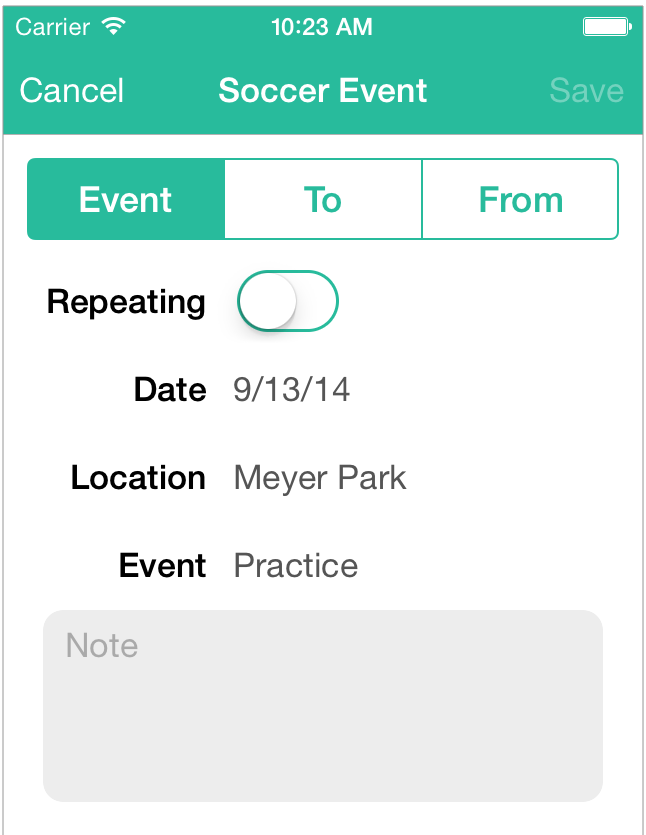 Carrier 10:23 AM
Cancel Soccer Event Save
Event To From
Repeating
Date 9/13/14
Location Meyer Park
Event Practice
Note